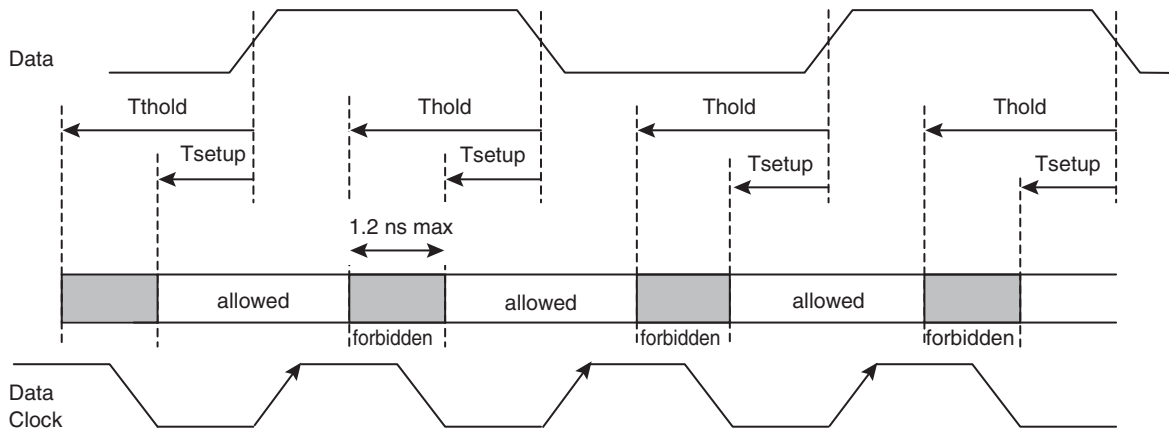 Data
Tthold
Thold
Thold
Thold
Tsetup
Tsetup
Tsetup
Tsetup
1.2 ns max
allowed
allowed
allowed
forbidden
forbidden
forbidden
Data
Clock